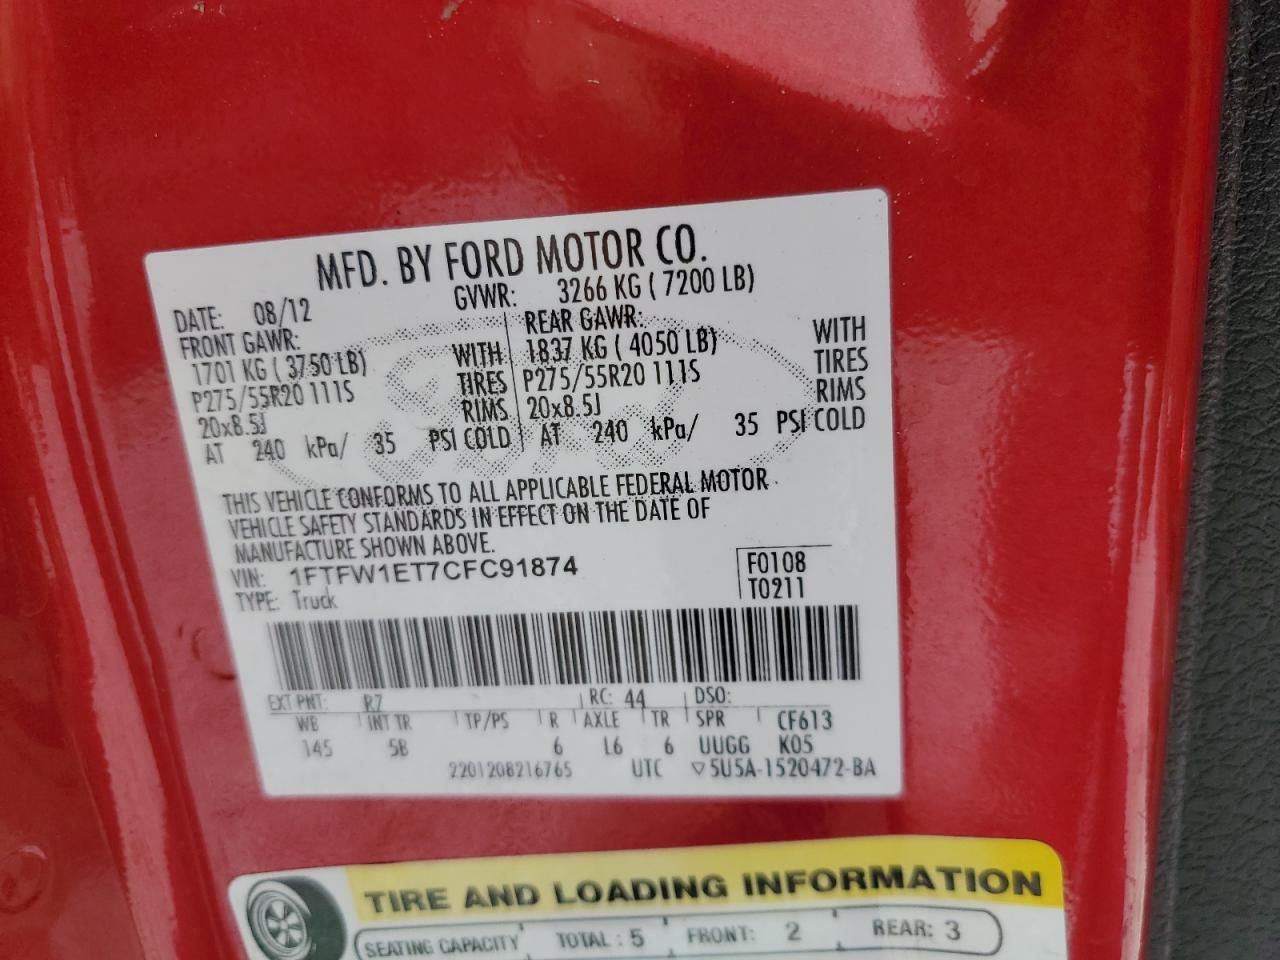 MFD. BY FORD MOTOR CO.
DATE: 08/12 GVWR: 3266 KG ( 7200 LB)
FRONT GAWR: REAR GAWR: WITH
1701 KG ( 3750 LB) WITH 1837 KG ( 4050 LB) TIRES
P275/55R20 111S TIRES P275/55R20 111S RIMS
20x8.5J RIMS 20x8.5J
AT 240 kPa/ 35 PSI COLD AT 240 kPa/ 35 PSI COLD
THIS VEHICLE CONFORMS TO ALL APPLICABLE FEDERAL MOTOR
VEHICLE SAFETY STANDARDS IN EFFECT ON THE DATE OF
MANUFACTURE SHOWN ABOVE.
VIN: 1FTFW1ET7CFC91874 F0108
TYPE: Truck T0211
EXT PNT: RZ RC: 44 DSO:
WB INT TR TP/PS R AXLE TR SPR CF613
145 5B 6 L6 6 UUGG K05
2201208216765 UTC ▽5U5A-1520472-BA
TIRE AND LOADING INFORMATION
SEATING CAPACITY TOTAL : 5 FRONT: 2 REAR: 3